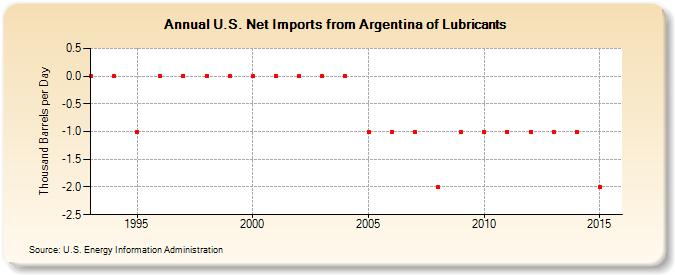 Annual U.S. Net Imports from Argentina of Lubricants
Thousand Barrels per Day
0.5
0.0
-0.5
-1.0
-1.5
-2.0
-2.5
1995 2000 2005 2010 2015
Source: U.S. Energy Information Administration